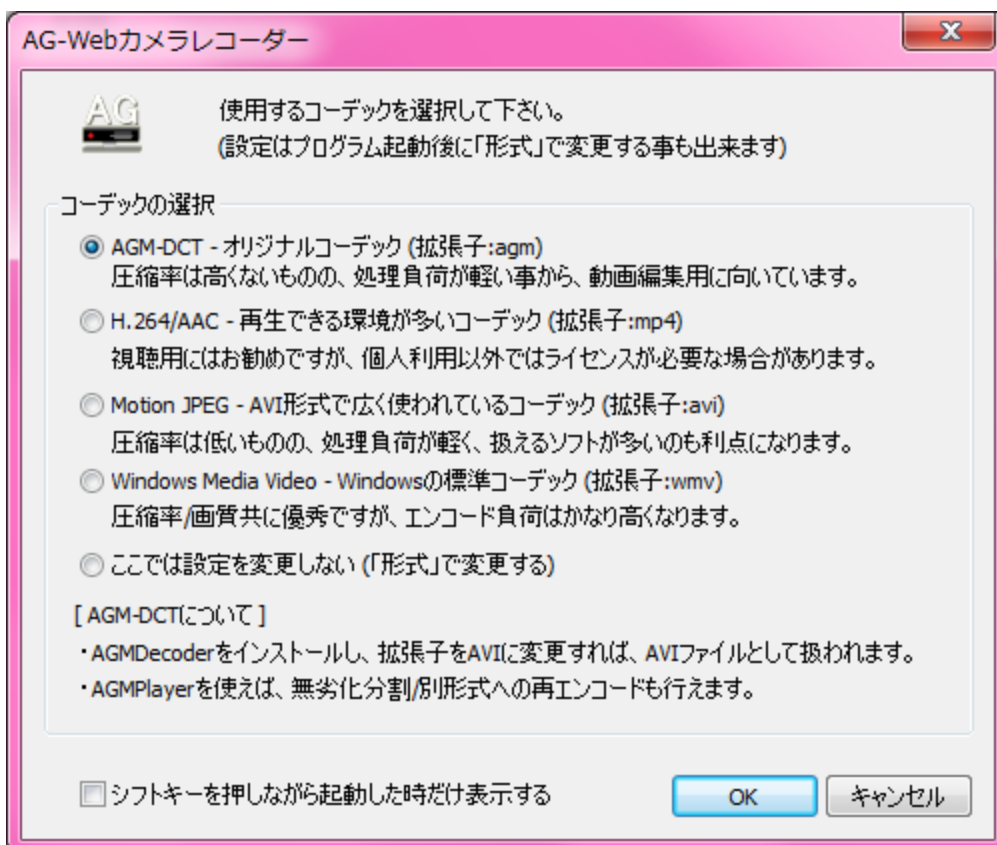 AG-Webカメラレコーダー
AG
使用するコーデックを選択して下さい。
(設定はプログラム起動後に「形式」で変更する事も出来ます)
コーデックの選択
AGM-DCT - オリジナルコーデック (拡張子:agm)
圧縮率は高くないものの、処理負荷が軽い事から、動画編集用に向いています。
H.264/AAC - 再生できる環境が多いコーデック (拡張子:mp4)
視聴用にはお勧めですが、個人利用以外ではライセンスが必要な場合があります。
Motion JPEG - AVI形式で広く使われているコーデック (拡張子:avi)
圧縮率は低いものの、処理負荷が軽く、扱えるソフトが多いのも利点になります。
Windows Media Video - Windowsの標準コーデック (拡張子:wmv)
圧縮率/画質共に優秀ですが、エンコード負荷はかなり高くなります。
ここでは設定を変更しない (「形式」で変更する)
[ AGM-DCTについて ]
・AGMDecoderをインストールし、拡張子をAVIに変更すれば、AVIファイルとして扱われます。
・AGMPlayerを使えば、無劣化分割/別形式への再エンコードも行えます。
シフトキーを押しながら起動した時だけ表示する
OK
キャンセル